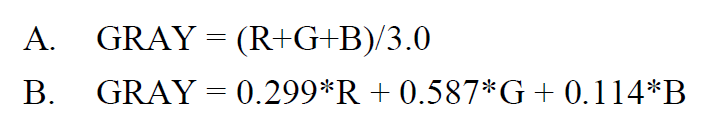 A. GRAY = (R+G+B)/3.0
B. GRAY = 0.299*R + 0.587*G + 0.114*B